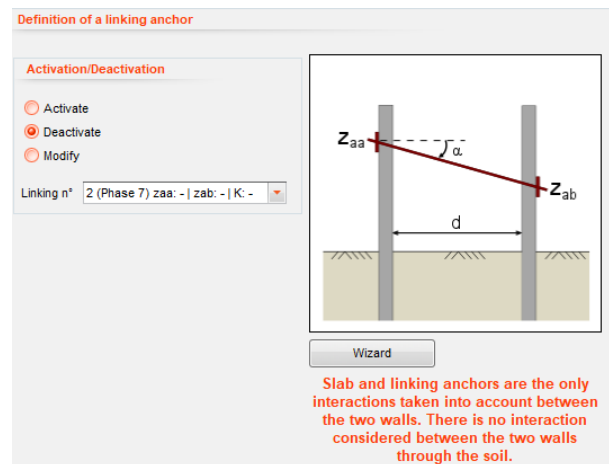 Definition of a linking anchor
Activation/Deactivation
Activate
Deactivate
Modify
Linking n° 2 (Phase 7) zaa: - | zab: - | K: -
Zaa
α
Zab
d
Wizard
Slab and linking anchors are the only
interactions taken into account between
the two walls. There is no interaction
considered between the two walls
through the soil.